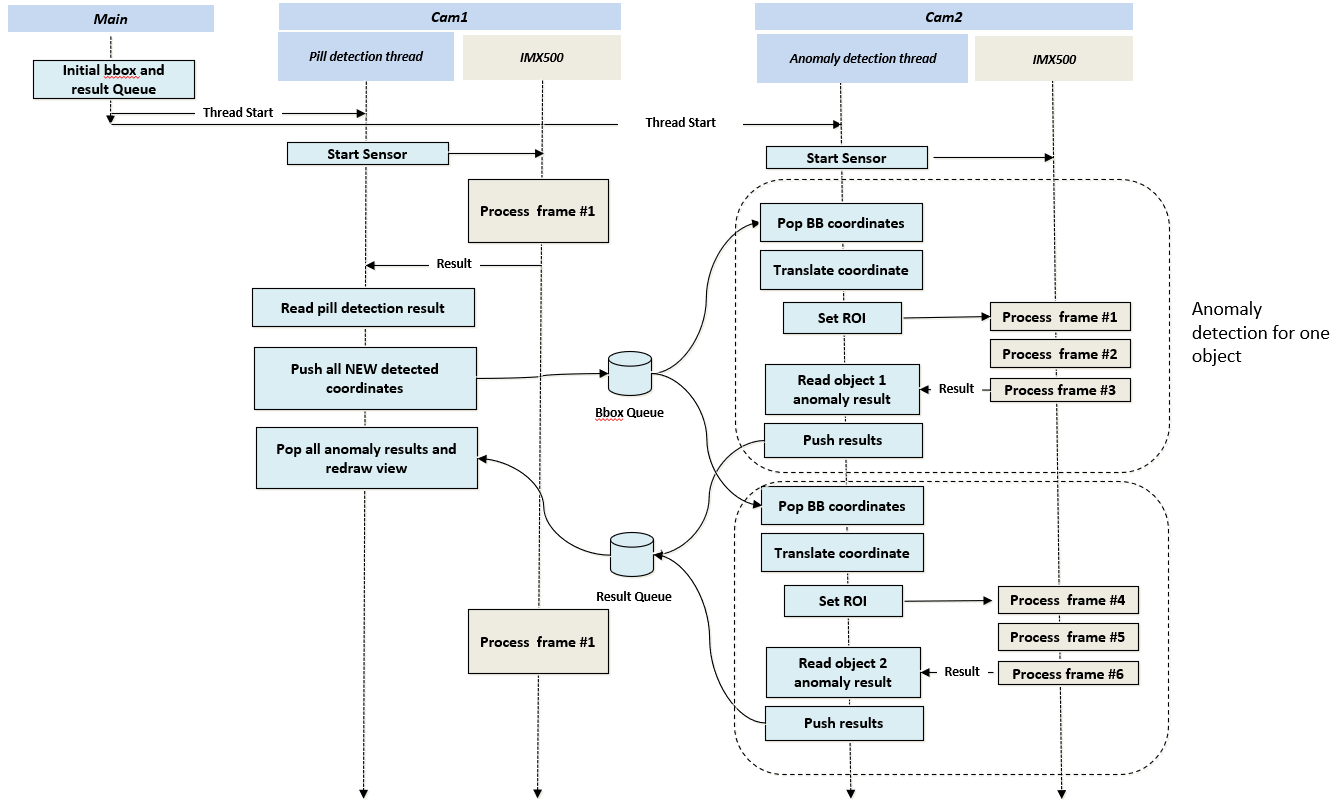 Main
Cam1
Cam2
Pill detection thread
IMX500
Anomaly detection thread
IMX500
Initial bbox and
result Queue
Thread Start
Thread Start
Start Sensor
Start Sensor
Process frame #1
Pop BB coordinates
Result
Translate coordinate
Read pill detection result
Set ROI
Process frame #1
Anomaly
detection for one
object
Process frame #2
Push all NEW detected
coordinates
Read object 1
anomaly result
Result
Process frame #3
Bbox Queue
Pop all anomaly results and
redraw view
Push results
Pop BB coordinates
Translate coordinate
Result Queue
Set ROI
Process frame #4
Process frame #1
Process frame #5
Read object 2
anomaly result
Result
Process frame #6
Push results